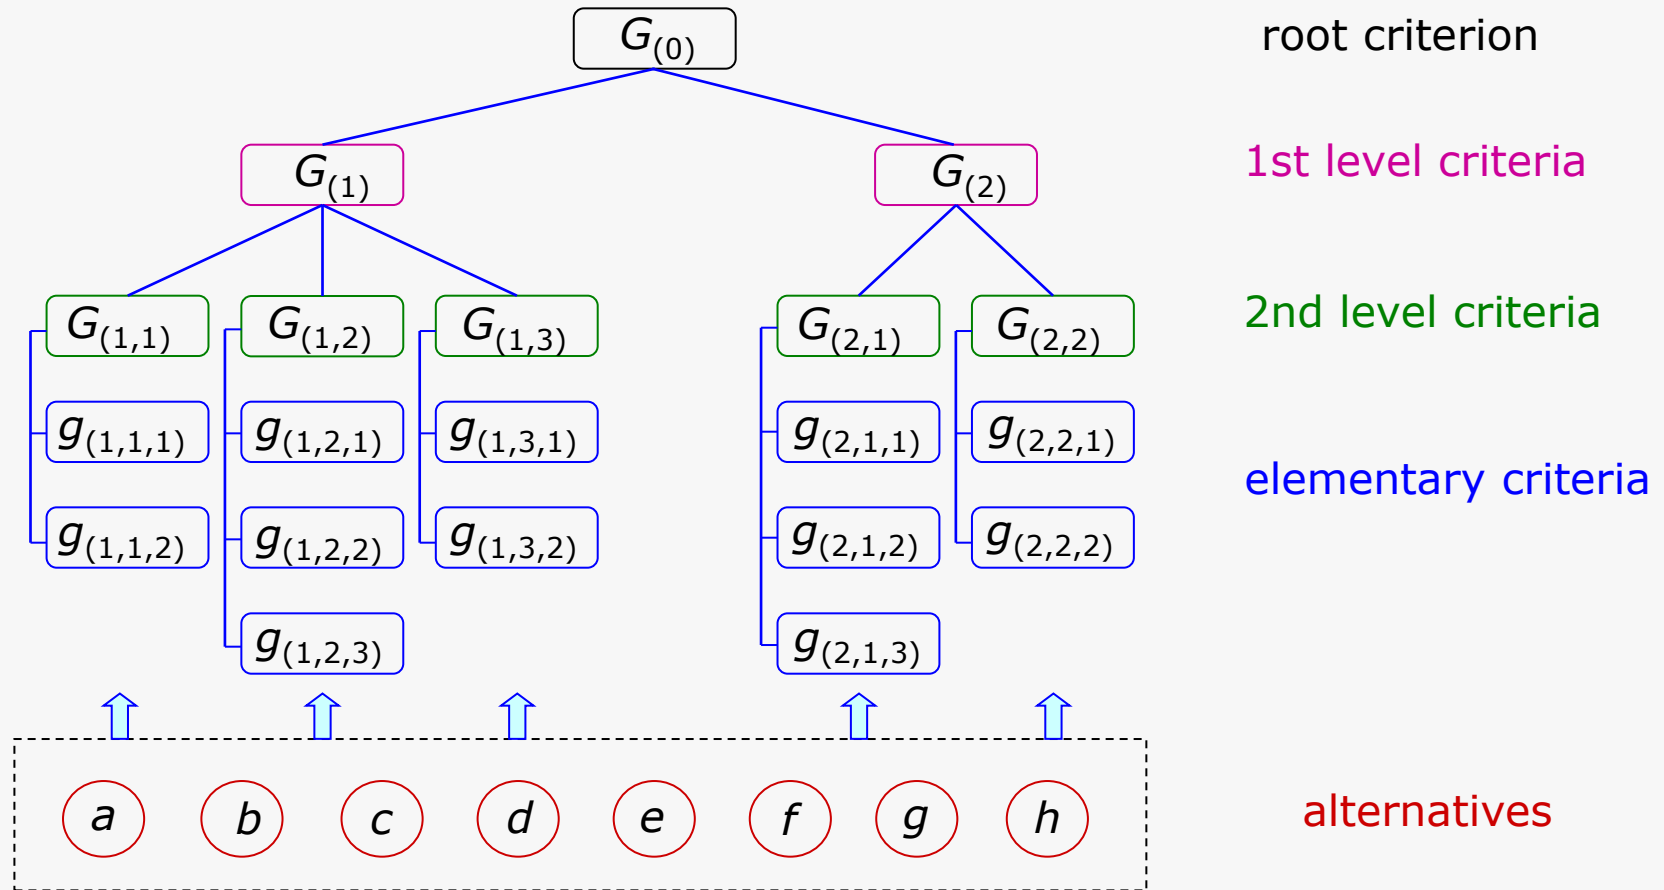 G(0) root criterion
G(1) G(2) 1st level criteria
G(1,1) G(1,2) G(1,3) G(2,1) G(2,2) 2nd level criteria
g(1,1,1) g(1,2,1) g(1,3,1) g(2,1,1) g(2,2,1)
elementary criteria
g(1,1,2) g(1,2,2) g(1,3,2) g(2,1,2) g(2,2,2)
g(1,2,3) g(2,1,3)
a b c d e f g h alternatives